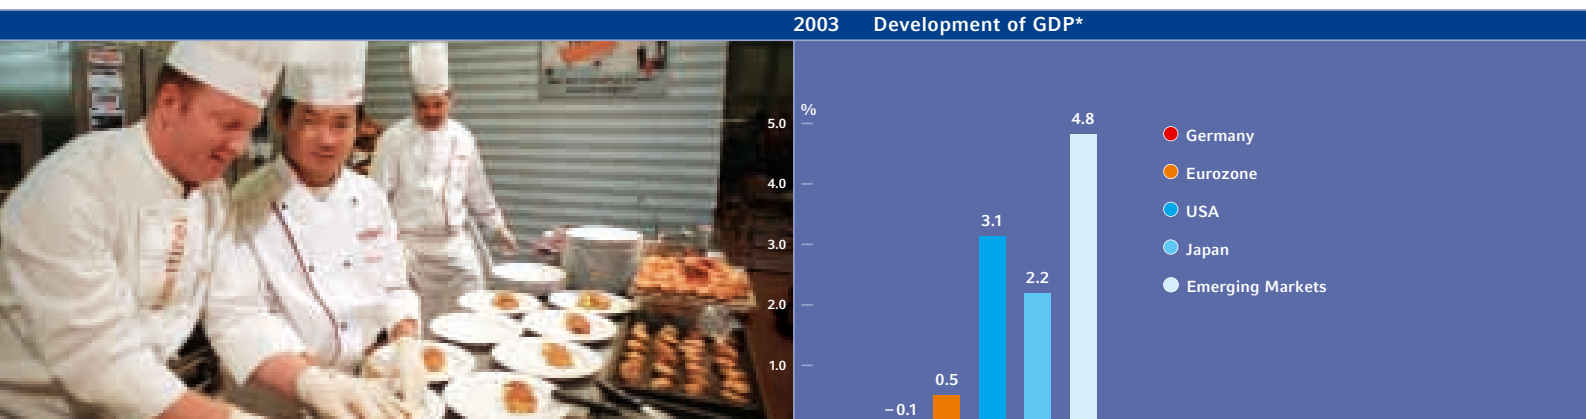 2003 Development of GDP*
%
5.0
4.0
3.0
2.0
1.0
4.8
3.1
2.2
0.5
–0.1
Germany
Eurozone
USA
Japan
Emerging Markets